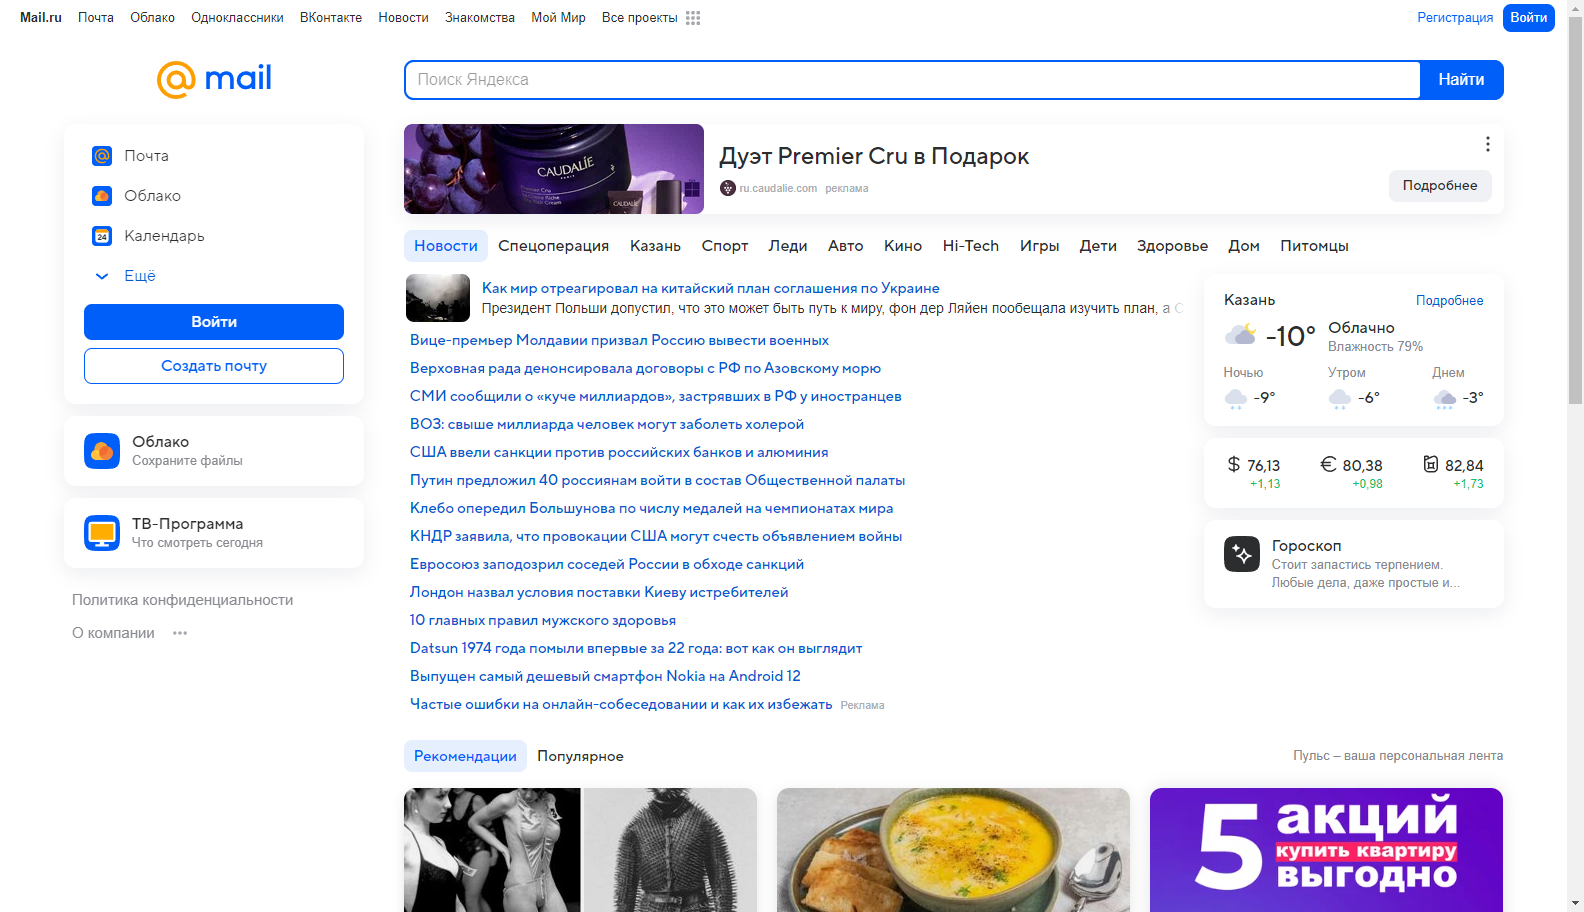 Mail.ru Почта Облако Одноклассники ВКонтакте Новости Знакомства Мой Мир Все проекты Регистрация Войти
mail
Поиск Яндекса Найти
Почта
Облако
24 Календарь
Ещё
Войти
Создать почту
Облако
Сохраните файлы
ТВ-Программа
Что смотреть сегодня
Политика конфиденциальности
О компании
CAUDALÍE
PARIS
Premier Cru
CAUDALÍE
Дуэт Premier Cru в Подарок
ru.caudalie.com реклама
Подробнее
Новости Спецоперация Казань Спорт Леди Авто Кино Hi-Tech Игры Дети Здоровье Дом Питомцы
Как мир отреагировал на китайский план соглашения по Украине
Президент Польши допустил, что это может быть путь к миру, фон дер Ляйен пообещала изучить план, а С
Вице-премьер Молдавии призвал Россию вывести военных
Верховная рада денонсировала договоры с РФ по Азовскому морю
СМИ сообщили о «куче миллиардов», застрявших в РФ у иностранцев
ВОЗ: свыше миллиарда человек могут заболеть холерой
США ввели санкции против российских банков и алюминия
Путин предложил 40 россиянам войти в состав Общественной палаты
Клебо опередил Большунова по числу медалей на чемпионатах мира
КНДР заявила, что провокации США могут счесть объявлением войны
Евросоюз заподозрил соседей России в обходе санкций
Лондон назвал условия поставки Киеву истребителей
10 главных правил мужского здоровья
Datsun 1974 года помыли впервые за 22 года: вот как он выглядит
Выпущен самый дешевый смартфон Nokia на Android 12
Частые ошибки на онлайн-собеседовании и как их избежать Реклама
Казань Подробнее
-10° Облачно
Влажность 79%
Ночью Утром Днем
-9° -6° -3°
$ 76,13 € 80,38 82,84
+1,13 +0,98 +1,73
Гороскоп
Стоит запастись терпением.
Любые дела, даже простые и...
Рекомендации Популярное Пульс – ваша персональная лента
5 акций
купить квартиру
выгодно